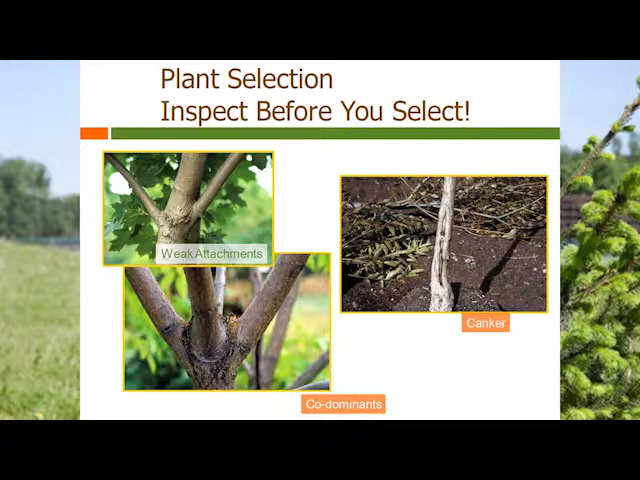 Plant Selection
Inspect Before You Select!
Weak Attachments
Canker
Co-dominants